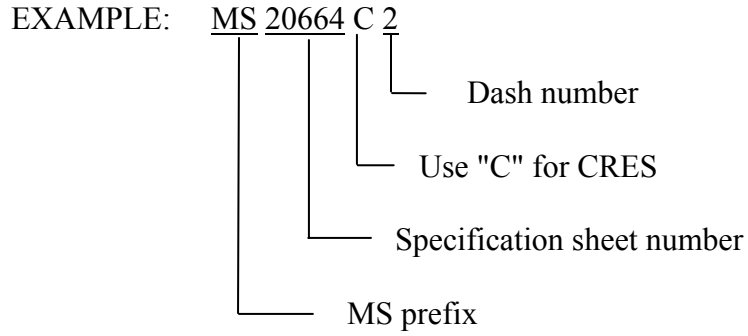 EXAMPLE: MS 20664 C 2
Dash number
Use "C" for CRES
Specification sheet number
MS prefix